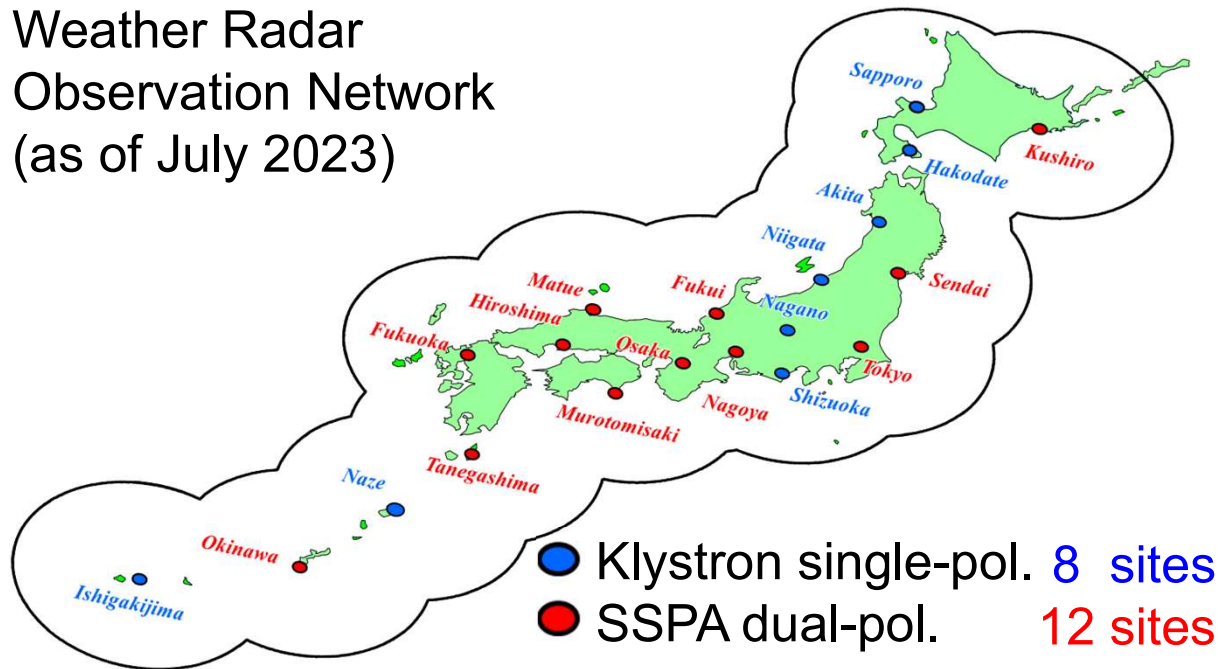 Weather Radar
Observation Network
(as of July 2023)
Sapporo
Kushiro
Hakodate
Akita
Niigata
Sendai
Matue
Fukui
Nagano
Hiroshima
Fukuoka
Osaka
Tokyo
Shizuoka
Nagoya
Murotomisaki
Tanegashima
Naze
Okinawa
Ishigakijima
Klystron single-pol. 8 sites
SSPA dual-pol. 12 sites